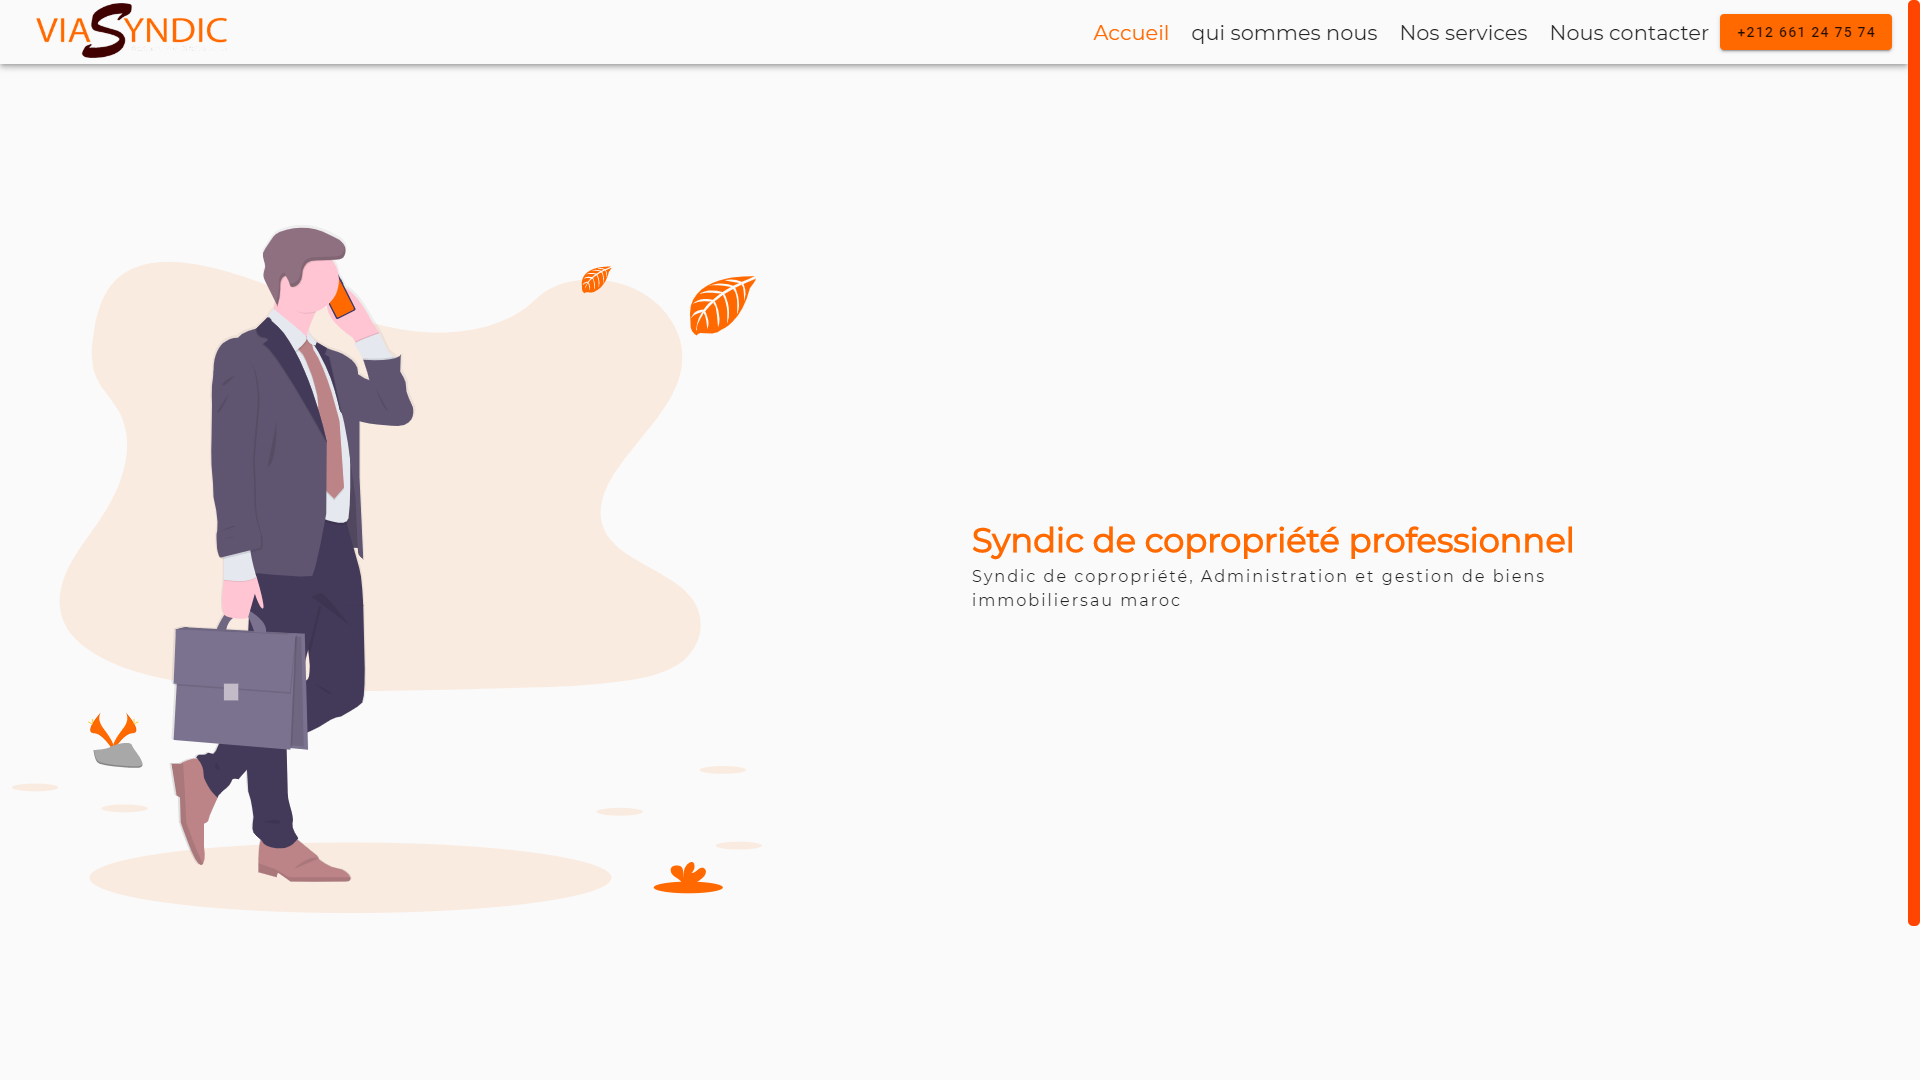 VIASYNDIC
Accueil
qui sommes nous
Nos services
Nous contacter
+212 661 24 75 74
Syndic de copropriété professionnel
Syndic de copropriété, Administration et gestion de biens
immobiliersau maroc